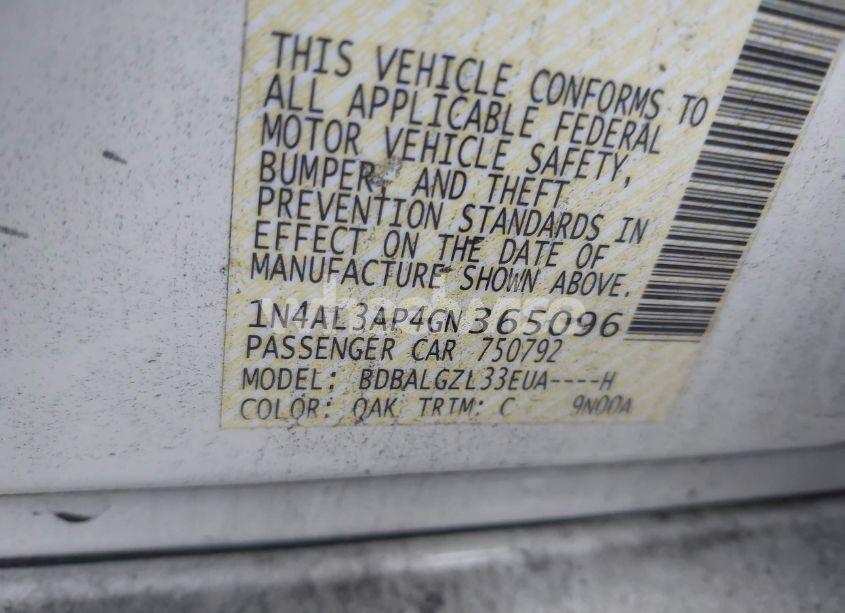 THIS VEHICLE CONFORMS TO
ALL APPLICABLE FEDERAL
MOTOR VEHICLE SAFETY,
BUMPER, AND THEFT
PREVENTION STANDARDS IN
EFFECT ON THE DATE OF
MANUFACTURE SHOWN ABOVE.
1N4AL3AP4GN365096
PASSENGER CAR 750792
MODEL: BDBALGZL33EUA----H
COLOR: QAK TRIM: C 9N00A